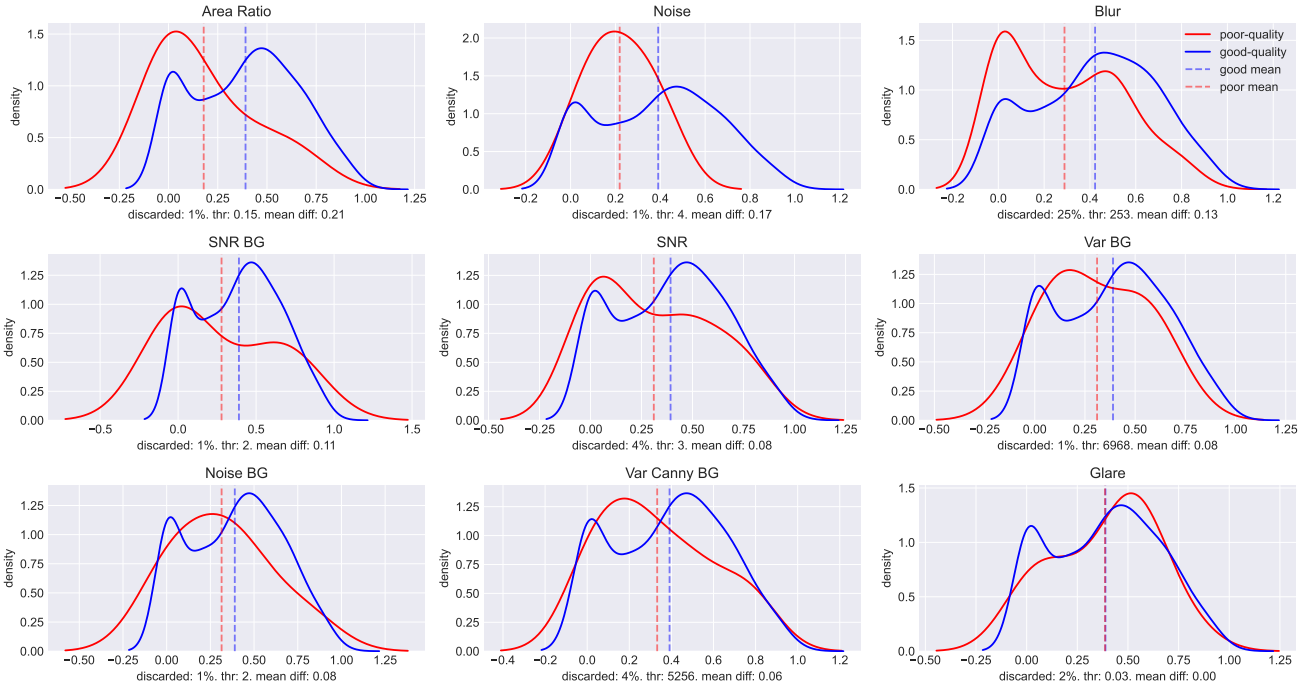 Area Ratio
Noise
Blur
density
1.5
1.0
0.5
0.0
−0.50 −0.25 0.00 0.25 0.50 0.75 1.00 1.25
discarded: 1%. thr: 0.15. mean diff: 0.21
density
2.0
1.5
1.0
0.5
0.0
−0.2 0.0 0.2 0.4 0.6 0.8 1.0 1.2
discarded: 1%. thr: 4. mean diff: 0.17
density
1.5
1.0
0.5
0.0
−0.2 0.0 0.2 0.4 0.6 0.8 1.0 1.2
discarded: 25%. thr: 253. mean diff: 0.13
poor-quality
good-quality
good mean
poor mean
SNR BG
SNR
Var BG
density
1.25
1.00
0.75
0.50
0.25
0.00
−0.5 0.0 0.5 1.0 1.5
discarded: 1%. thr: 2. mean diff: 0.11
density
1.25
1.00
0.75
0.50
0.25
0.00
−0.50 −0.25 0.00 0.25 0.50 0.75 1.00 1.25
discarded: 4%. thr: 3. mean diff: 0.08
density
1.25
1.00
0.75
0.50
0.25
0.00
−0.50 −0.25 0.00 0.25 0.50 0.75 1.00 1.25
discarded: 1%. thr: 6968. mean diff: 0.08
Noise BG
Var Canny BG
Glare
density
1.25
1.00
0.75
0.50
0.25
0.00
−0.50 −0.25 0.00 0.25 0.50 0.75 1.00 1.25
discarded: 1%. thr: 2. mean diff: 0.08
density
1.25
1.00
0.75
0.50
0.25
0.00
−0.4 −0.2 0.0 0.2 0.4 0.6 0.8 1.0 1.2
discarded: 4%. thr: 5256. mean diff: 0.06
density
1.5
1.0
0.5
0.0
−0.50 −0.25 0.00 0.25 0.50 0.75 1.00 1.25
discarded: 2%. thr: 0.03. mean diff: 0.00